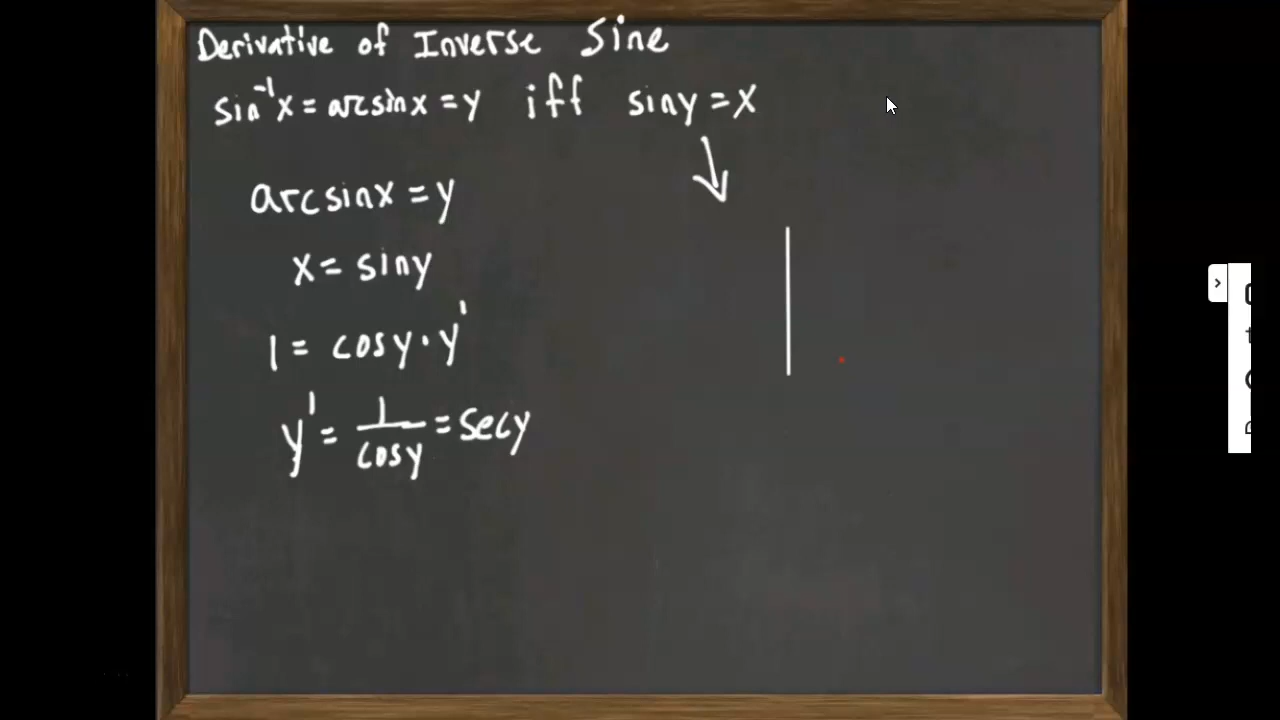 Derivative of Inverse Sine
sin⁻¹x = arcsinx = y iff siny = x
arcsinx = y
x = siny
1 = cosy · y'
y' = 1/cosy = secy